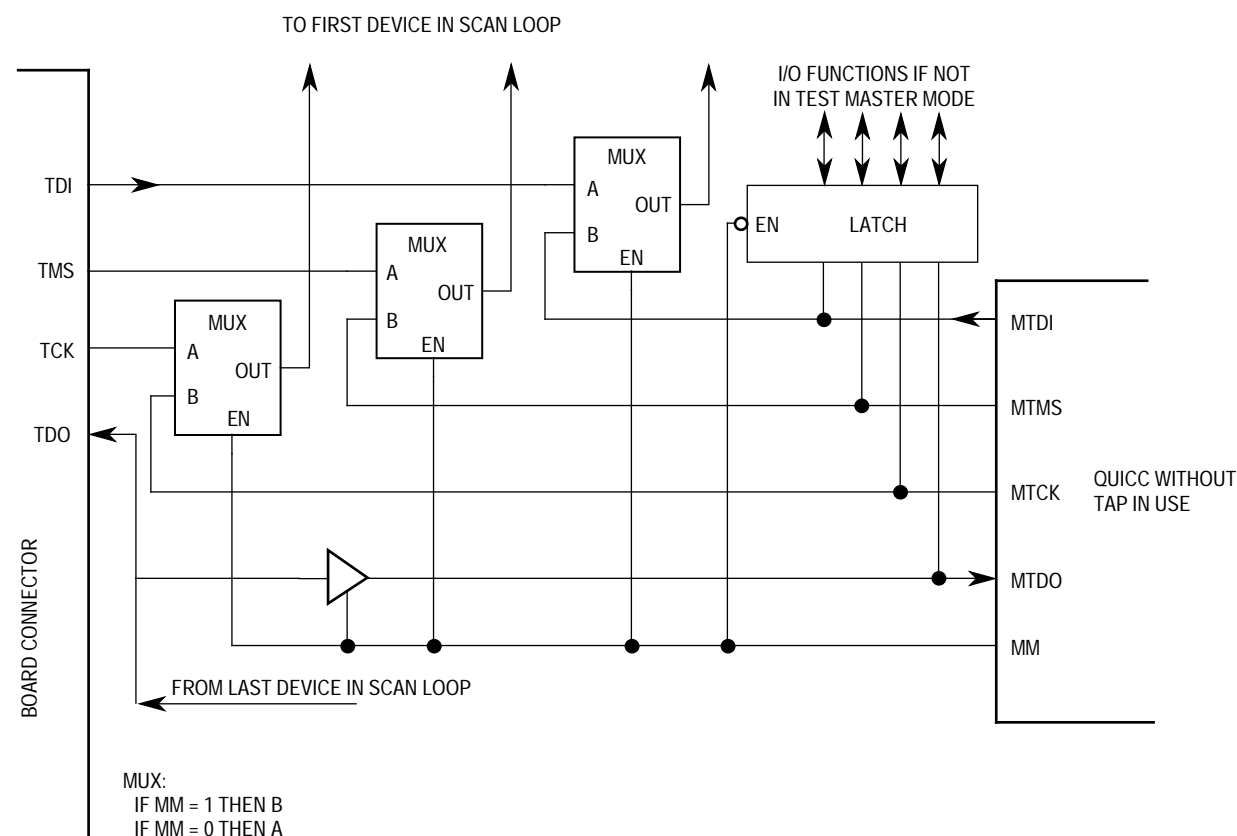 TO FIRST DEVICE IN SCAN LOOP
I/O FUNCTIONS IF NOT
IN TEST MASTER MODE
TDI
TMS
TCK
TDO
MUX
A
B
OUT
EN
MUX
A
B
OUT
EN
MUX
A
B
OUT
EN
EN
LATCH
MTDI
MTMS
MTCK
MTDO
MM
QUICC WITHOUT
TAP IN USE
BOARD CONNECTOR
FROM LAST DEVICE IN SCAN LOOP
MUX:
IF MM = 1 THEN B
IF MM = 0 THEN A